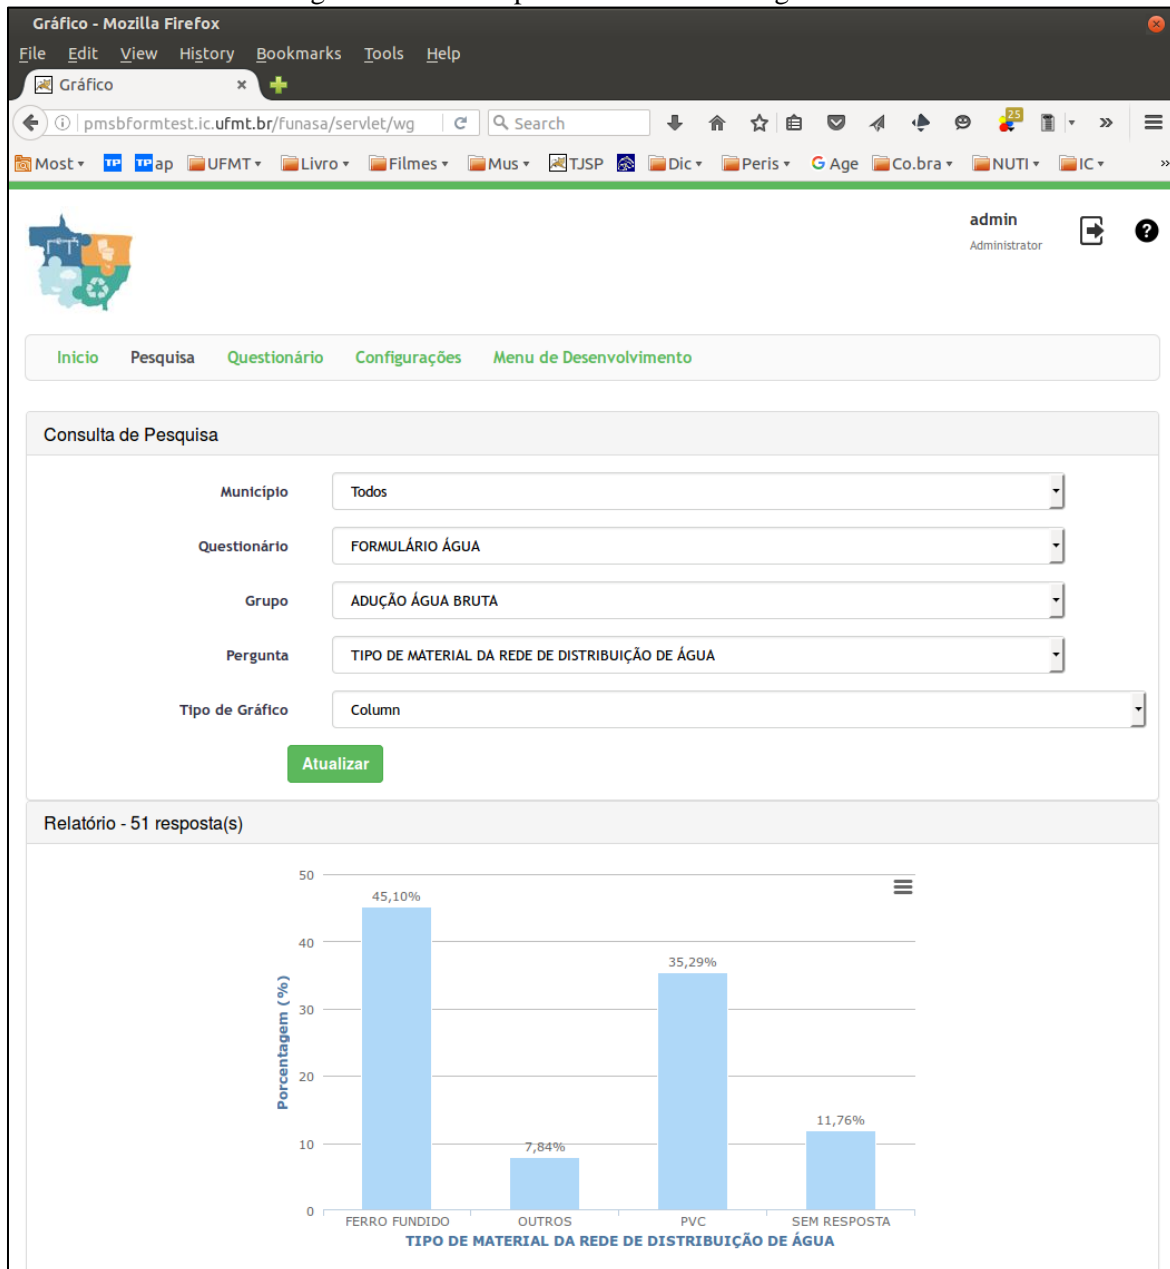 Gráfico - Mozilla Firefox
File Edit View History Bookmarks Tools Help
Gráfico
pmsbformtest.ic.ufmt.br/funasa/servlet/wg Search 25
Most TP TP ap UFMT Livro Filmes Mus TJSP Dic Peris G Age Co.bra NUTI IC
admin
Administrator
Inicio Pesquisa Questionário Configurações Menu de Desenvolvimento
Consulta de Pesquisa
Município Todos
Questionário FORMULÁRIO ÁGUA
Grupo ADUÇÃO ÁGUA BRUTA
Pergunta TIPO DE MATERIAL DA REDE DE DISTRIBUIÇÃO DE ÁGUA
Tipo de Gráfico Column
Atualizar
Relatório - 51 resposta(s)
50
45,10%
40
35,29%
Porcentagem (%)
30
20
11,76%
10
7,84%
0
FERRO FUNDIDO OUTROS PVC SEM RESPOSTA
TIPO DE MATERIAL DA REDE DE DISTRIBUIÇÃO DE ÁGUA